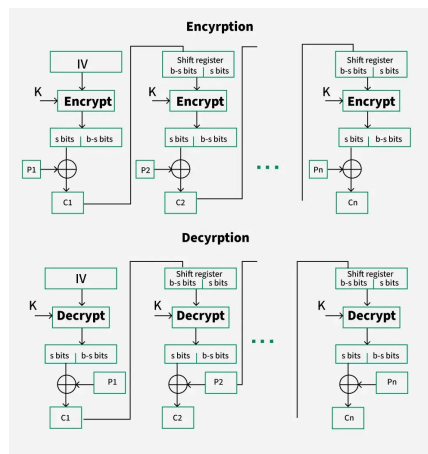 Encyrption
IV
Shift register
b-s bits | s bits
Shift register
b-s bits | s bits
K
Encrypt
K
Encrypt
K
Encrypt
s bits | b-s bits
s bits | b-s bits
s bits | b-s bits
P1
P2
...
Pn
C1
C2
Cn
Decyrption
IV
Shift register
b-s bits | s bits
Shift register
b-s bits | s bits
K
Decrypt
K
Decrypt
K
Decrypt
...
s bits | b-s bits
s bits | b-s bits
s bits | b-s bits
P1
P2
Pn
C1
C2
Cn